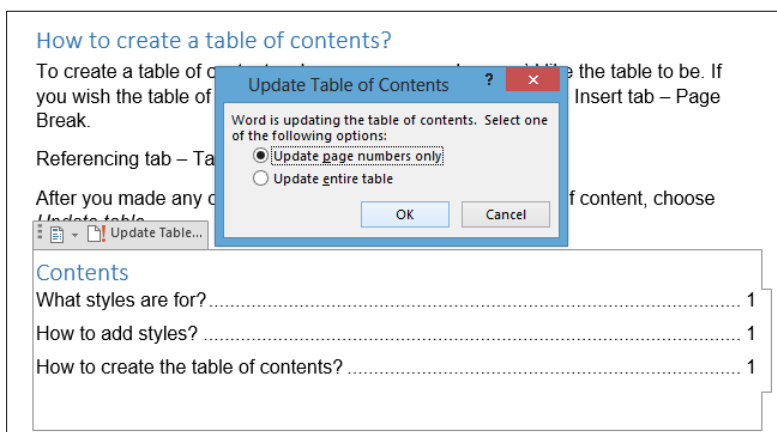 How to create a table of contents?
To create a table of the table to be. If
you wish the table of Insert tab – Page
Break.
Referencing tab – Ta
After you made any f content, choose
Update table
Update Table of Contents ? ×
Word is updating the table of contents. Select one
of the following options:
Update page numbers only
Update entire table
OK Cancel
Update Table...
Contents
What styles are for? 1
How to add styles? 1
How to create the table of contents? 1